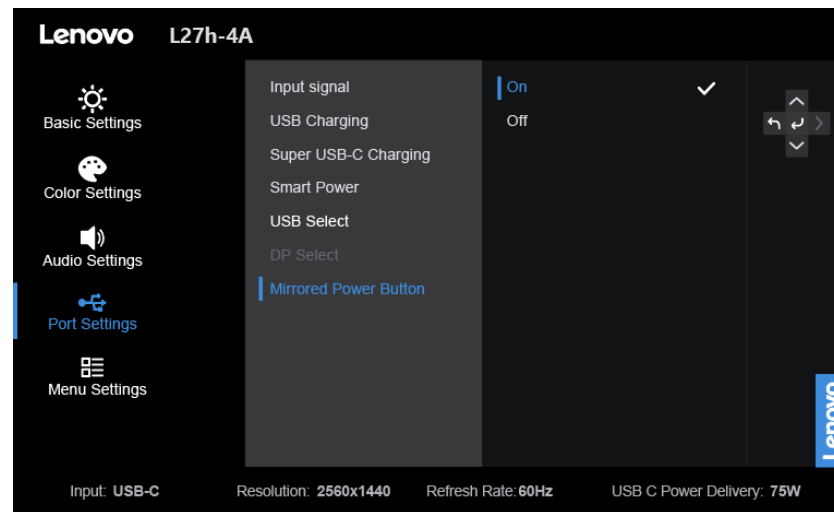 Lenovo L27h-4A
Basic Settings
Color Settings
Audio Settings
Port Settings
Menu Settings
Input signal
USB Charging
Super USB-C Charging
Smart Power
USB Select
DP Select
Mirrored Power Button
On
Off
Lenovo
Input: USB-C Resolution: 2560x1440 Refresh Rate:60Hz USB C Power Delivery: 75W